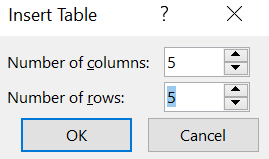 Insert Table ? ×
Number of columns: 5
Number of rows: 5
OK Cancel